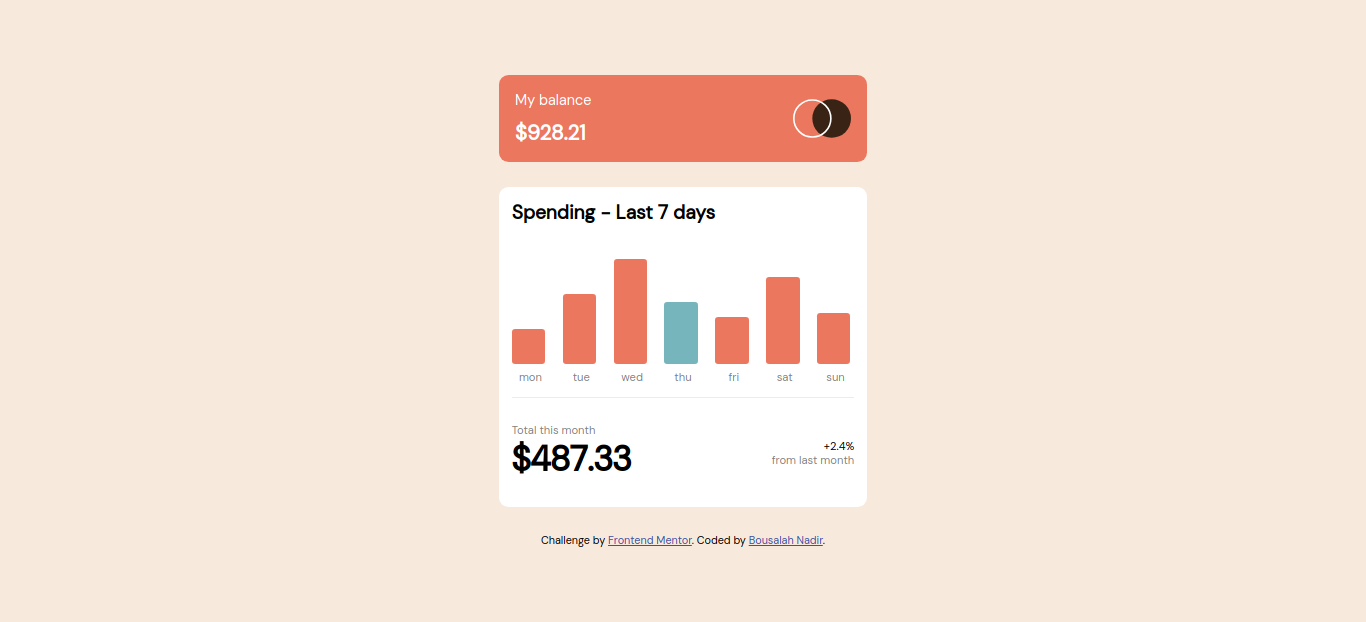 My balance
$928.21
Spending - Last 7 days
mon tue wed thu fri sat sun
Total this month
$487.33
+2.4%
from last month
Challenge by Frontend Mentor. Coded by Bousalah Nadir.